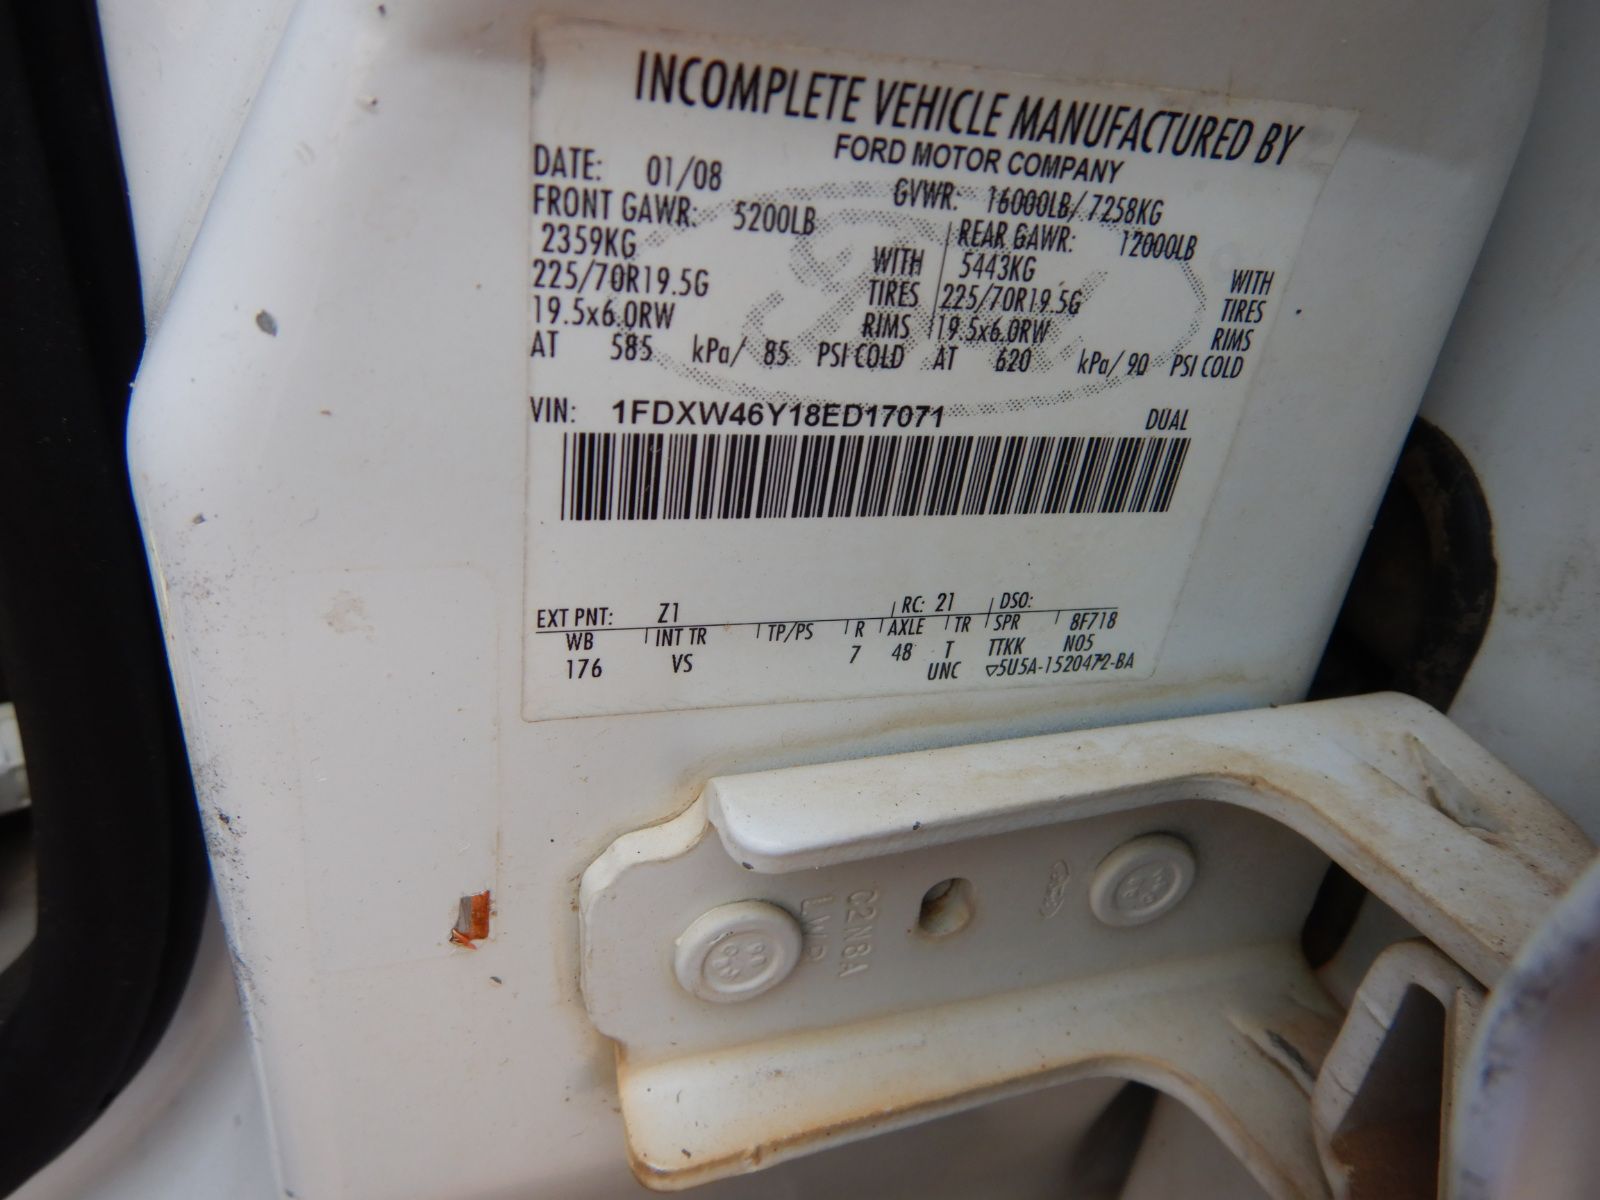 INCOMPLETE VEHICLE MANUFACTURED BY
FORD MOTOR COMPANY
DATE: 01/08 GVWR: 16000LB/ 7258KG
FRONT GAWR: 5200LB REAR GAWR: 12000LB
2359KG WITH 5443KG WITH
225/70R19.5G TIRES 225/70R19.5G TIRES
19.5x6.0RW RIMS 19.5x6.0RW RIMS
AT 585 kPa/ 85 PSI COLD AT 620 kPa/ 90 PSI COLD
VIN: 1FDXW46Y18ED17071 DUAL
EXT PNT: Z1 RC: 21 DSO:
WB INT TR TP/PS R AXLE TR SPR 8F718
176 VS 7 48 T TTKK N05
UNC ▽5U5A-1520472-BA
C2N8A
LWR